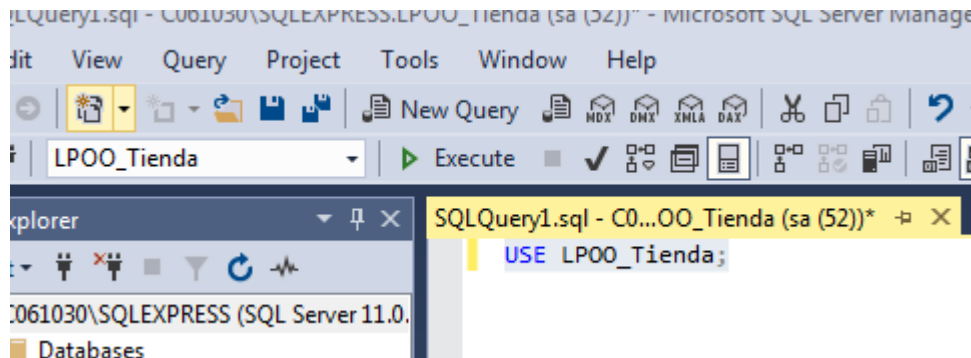 Query1.sql - C061030\SQLEXPRESS.LPOO_Tienda (sa (52))* - Microsoft SQL Server Manage
dit View Query Project Tools Window Help
New Query MDX DMX XMLA DAX
LPOO_Tienda Execute
xplorer
SQLQuery1.sql - C0...OO_Tienda (sa (52))*
USE LPOO_Tienda;
C061030\SQLEXPRESS (SQL Server 11.0.
Databases